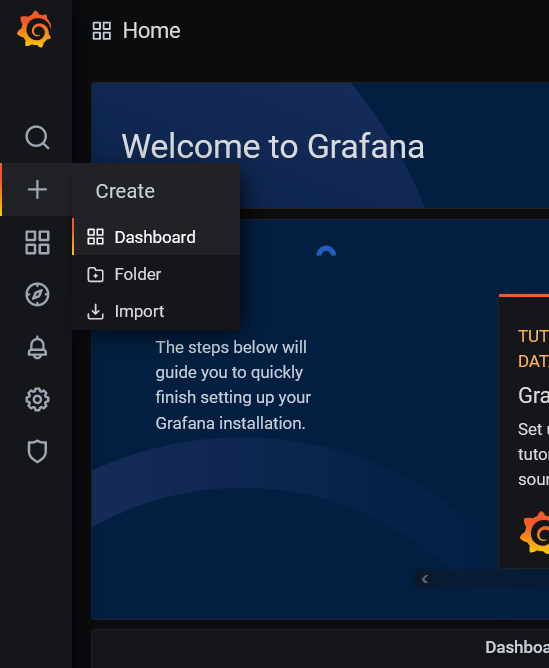 Home
Welcome to Grafana
Create
Dashboard
Folder
Import
The steps below will
guide you to quickly
finish setting up your
Grafana installation.
TUT
DATA
Gra
Set u
tutor
sour
Dashboa